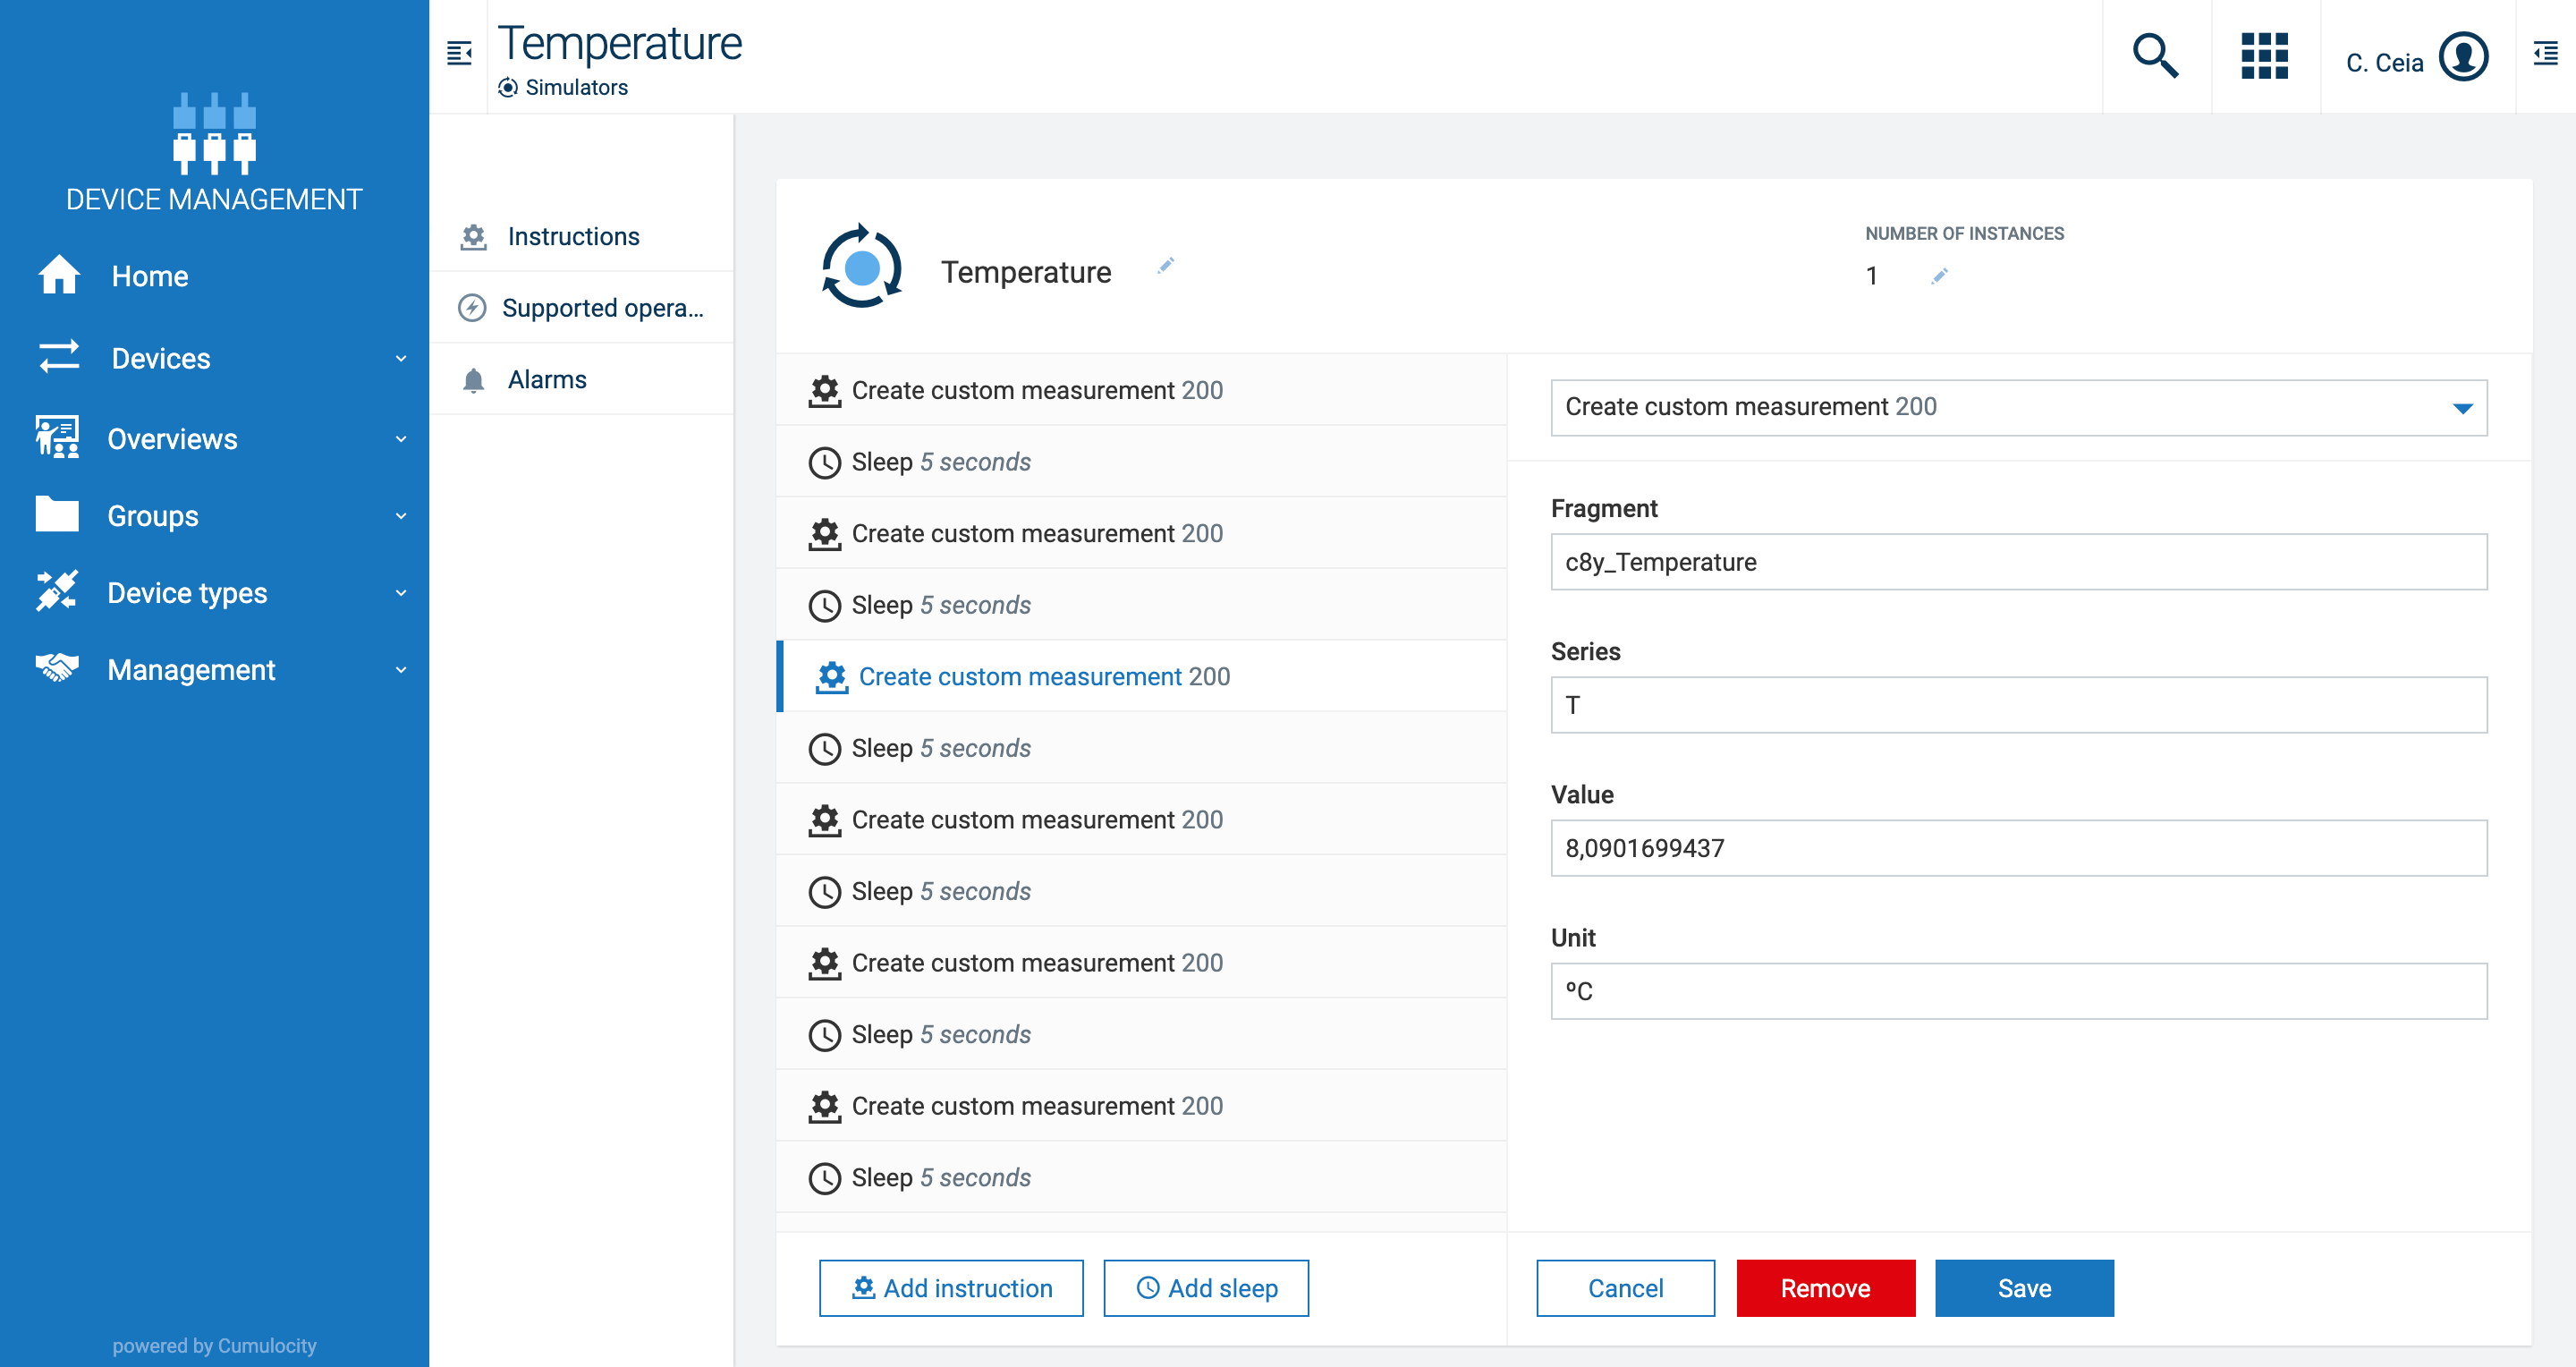 Temperature
Simulators
C. Ceia
DEVICE MANAGEMENT
Home
Devices
Overviews
Groups
Device types
Management
powered by Cumulocity
Instructions
Supported opera...
Alarms
Temperature
NUMBER OF INSTANCES
1
Create custom measurement 200
Sleep 5 seconds
Create custom measurement 200
Sleep 5 seconds
Create custom measurement 200
Sleep 5 seconds
Create custom measurement 200
Sleep 5 seconds
Create custom measurement 200
Sleep 5 seconds
Create custom measurement 200
Sleep 5 seconds
Add instruction
Add sleep
Create custom measurement 200
Fragment
c8y_Temperature
Series
T
Value
8,0901699437
Unit
ºC
Cancel
Remove
Save